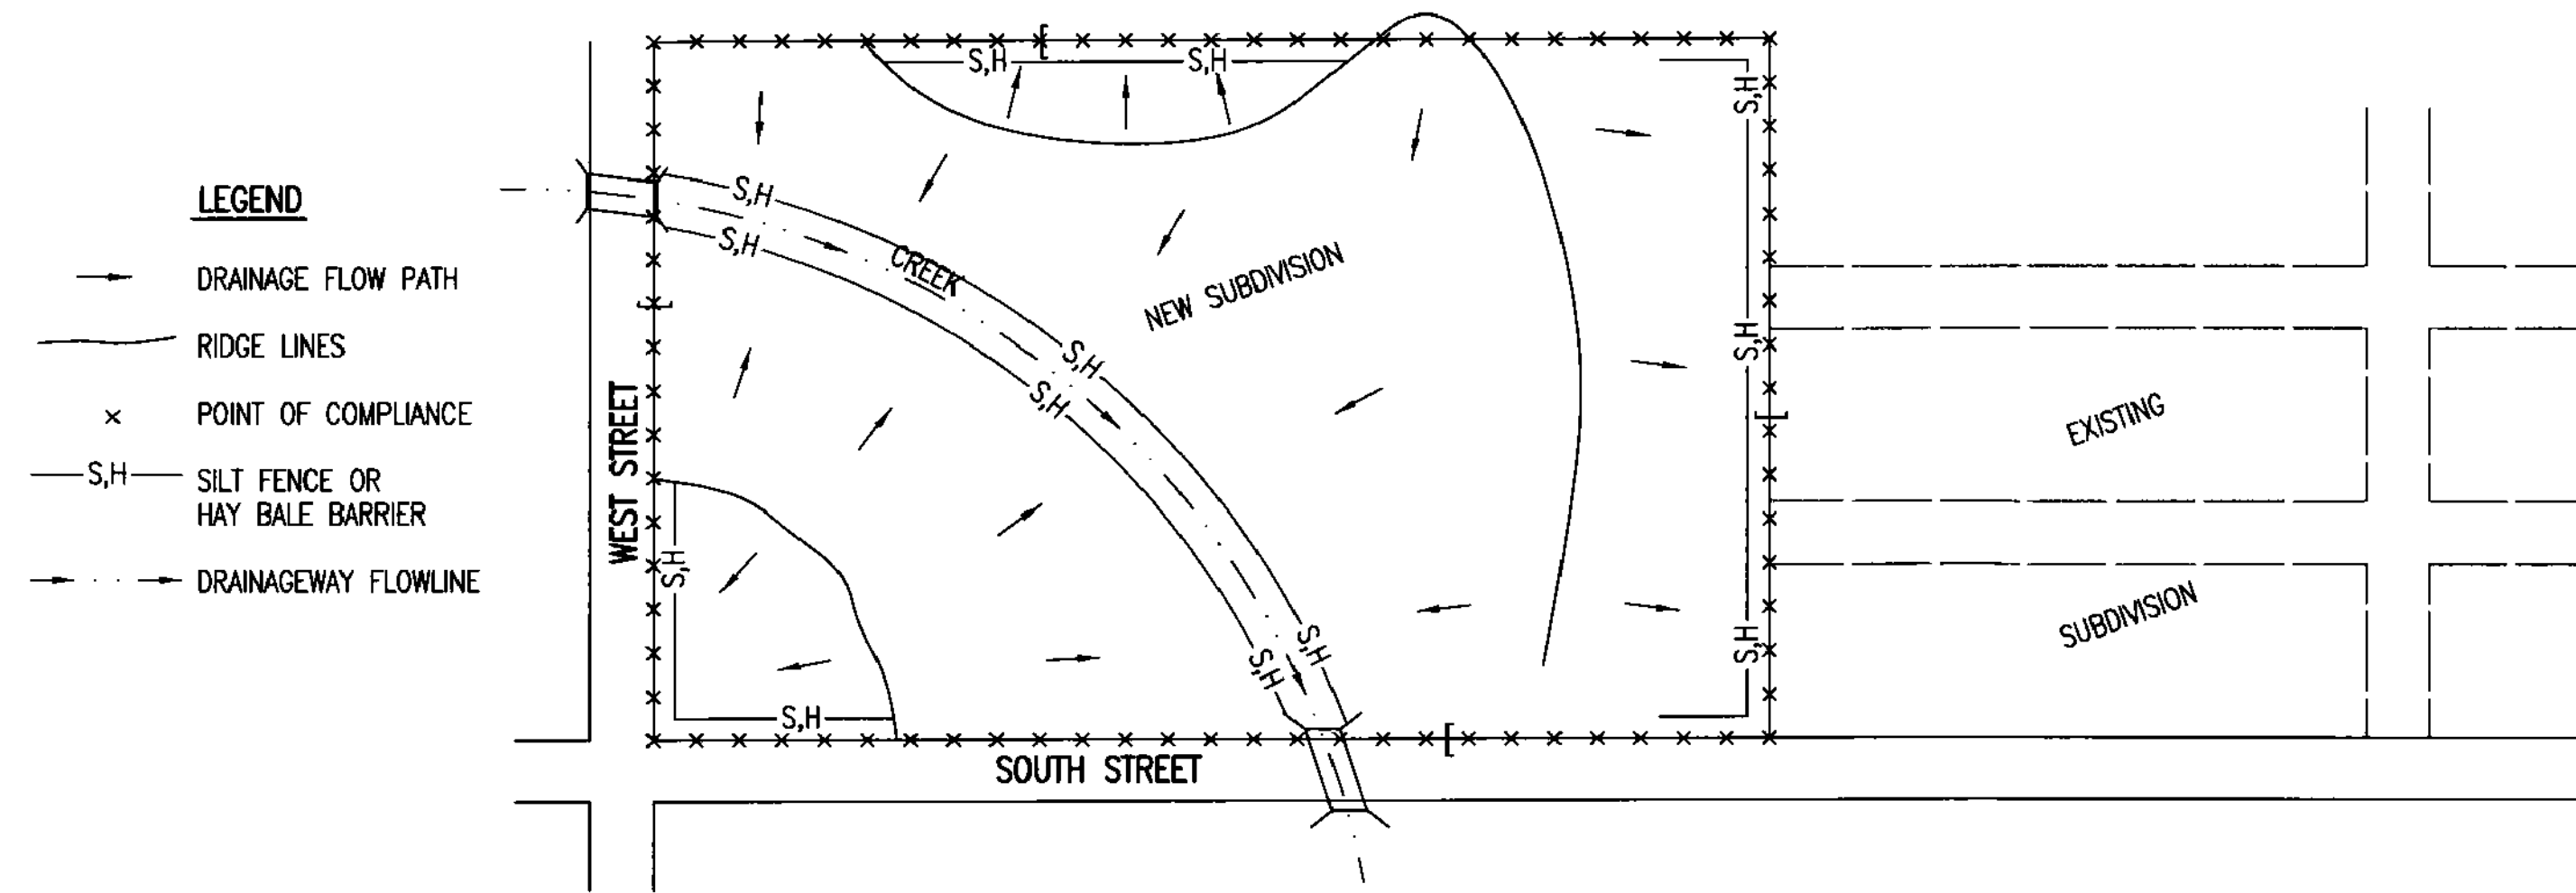 LEGEND
DRAINAGE FLOW PATH
RIDGE LINES
x POINT OF COMPLIANCE
S,H SILT FENCE OR
HAY BALE BARRIER
DRAINAGEWAY FLOWLINE
S,H
S,H
S,H
S,H
S,H
CREEK
NEW SUBDIVISION
S,H
S,H
S,H
WEST STREET
S,H
EXISTING
SUBDIVISION
S,H
S,H
S,H
S,H
SOUTH STREET